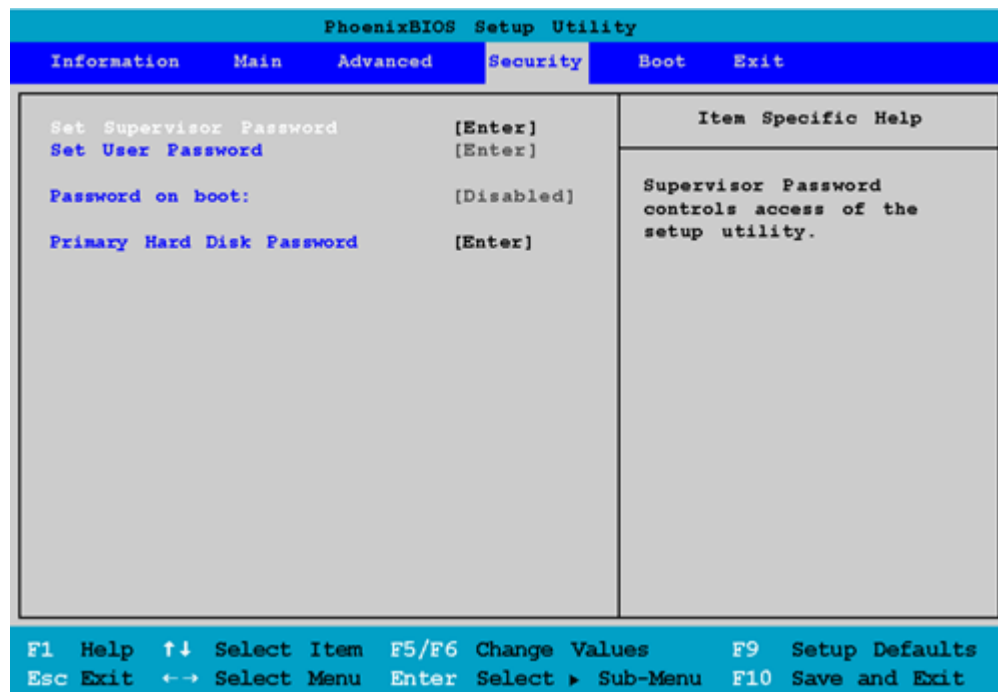 PhoenixBIOS Setup Utility
Information Main Advanced Security Boot Exit
Set Supervisor Password [Enter]
Set User Password [Enter]
Password on boot: [Disabled]
Primary Hard Disk Password [Enter]
Item Specific Help
Supervisor Password
controls access of the
setup utility.
F1 Help ↑↓ Select Item F5/F6 Change Values F9 Setup Defaults
Esc Exit ←→ Select Menu Enter Select ▶ Sub-Menu F10 Save and Exit